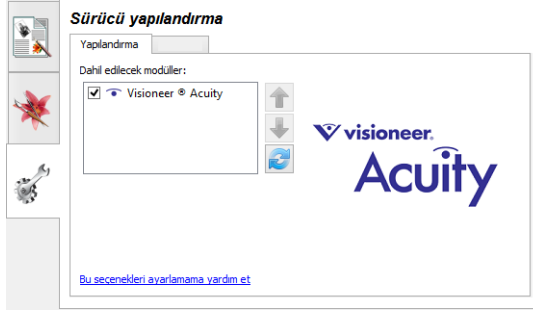 Sürücü yapılandırma
Yapılandırma
Dahil edilecek modüller:
Visioneer ® Acuity
visioneer.
Acuity
Bu seçenekleri ayarlamama yardım et